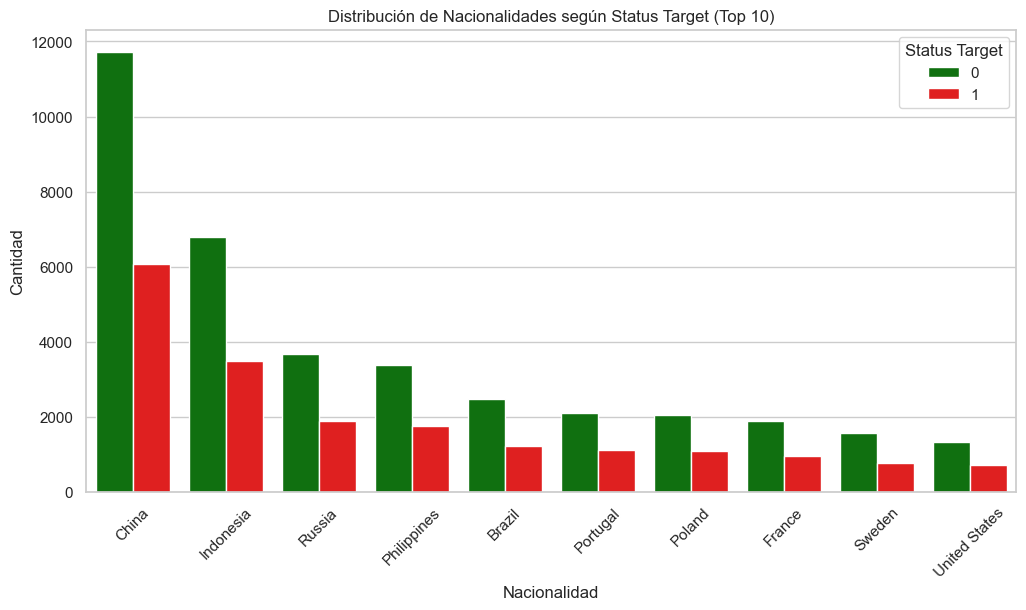 Distribución de Nacionalidades según Status Target (Top 10)
Status Target
0
1
Cantidad
12000
10000
8000
6000
4000
2000
0
China
Indonesia
Russia
Philippines
Brazil
Portugal
Poland
France
Sweden
United States
Nacionalidad